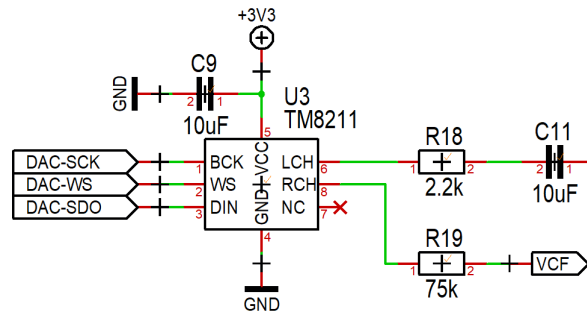 +3V3
C9
GND
2
1
10uF
U3
TM8211
5
VCC
DAC-SCK
1
BCK
LCH
6
R18
1
2
2.2k
C11
2
1
10uF
DAC-WS
2
WS
RCH
8
DAC-SDO
3
DIN
GND
NC
7
4
GND
R19
1
2
75k
VCF